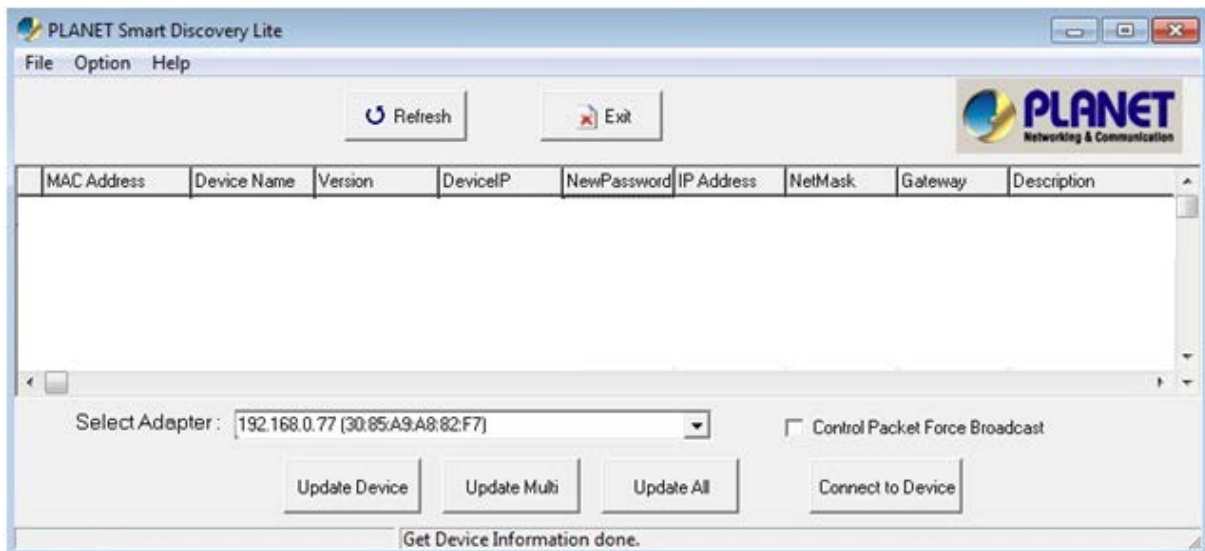 PLANET Smart Discovery Lite
File Option Help
Refresh
Exit
PLANET
Networking & Communication
MAC Address Device Name Version DeviceIP NewPassword IP Address NetMask Gateway Description
Select Adapter : 192.168.0.77 (30:85:A9:A8:82:F7)
Control Packet Force Broadcast
Update Device Update Multi Update All Connect to Device
Get Device Information done.